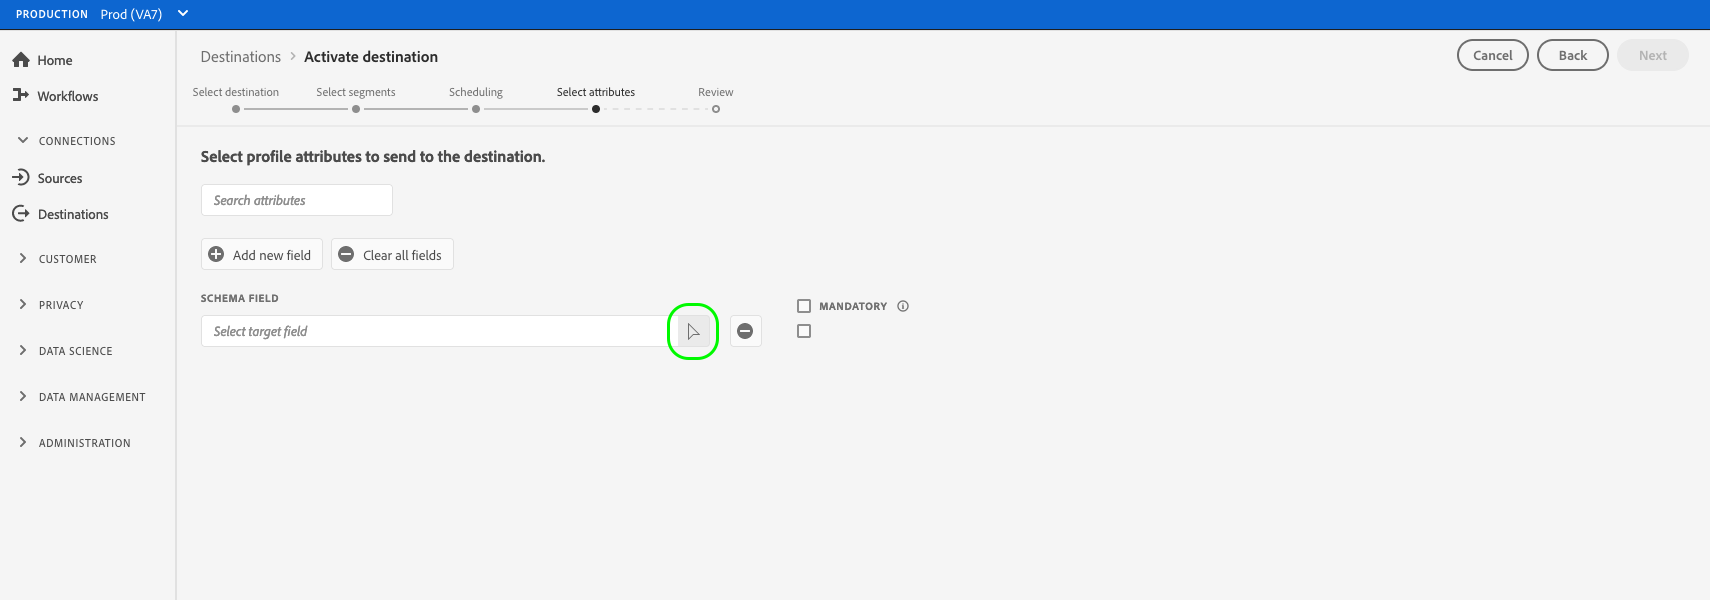 PRODUCTION Prod (VA7)
Home
Workflows
CONNECTIONS
Sources
Destinations
CUSTOMER
PRIVACY
DATA SCIENCE
DATA MANAGEMENT
ADMINISTRATION
Destinations > Activate destination
Cancel
Back
Next
Select destination
Select segments
Scheduling
Select attributes
Review
Select profile attributes to send to the destination.
Search attributes
Add new field
Clear all fields
SCHEMA FIELD
MANDATORY
Select target field